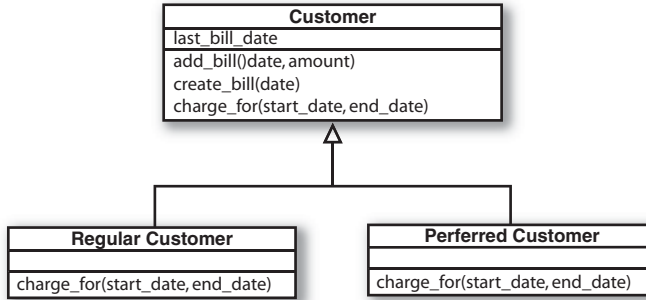 Customer
last_bill_date
add_bill()date, amount)
create_bill(date)
charge_for(start_date, end_date)
Regular Customer
charge_for(start_date, end_date)
Perferred Customer
charge_for(start_date, end_date)